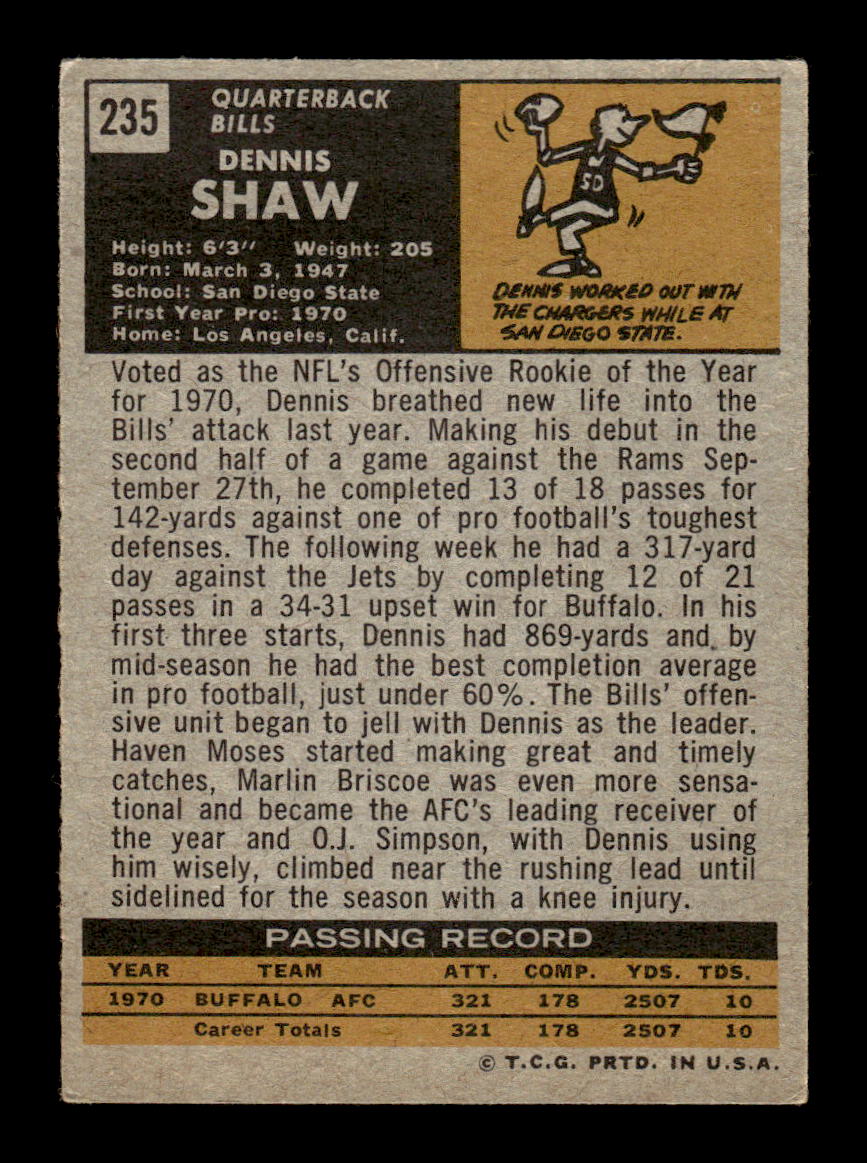 235
QUARTERBACK
BILLS
DENNIS
SHAW
Height: 6'3" Weight: 205
Born: March 3, 1947
School: San Diego State
First Year Pro: 1970
Home: Los Angeles, Calif.
SD
DENNIS WORKED OUT WITH
THE CHARGERS WHILE AT
SAN DIEGO STATE.
Voted as the NFL's Offensive Rookie of the Year
for 1970, Dennis breathed new life into the
Bills' attack last year. Making his debut in the
second half of a game against the Rams Sep-
tember 27th, he completed 13 of 18 passes for
142-yards against one of pro football's toughest
defenses. The following week he had a 317-yard
day against the Jets by completing 12 of 21
passes in a 34-31 upset win for Buffalo. In his
first three starts, Dennis had 869-yards and, by
mid-season he had the best completion average
in pro football, just under 60%. The Bills' offen-
sive unit began to jell with Dennis as the leader.
Haven Moses started making great and timely
catches, Marlin Briscoe was even more sensa-
tional and became the AFC's leading receiver of
the year and O.J. Simpson, with Dennis using
him wisely, climbed near the rushing lead until
sidelined for the season with a knee injury.
PASSING RECORD
YEAR TEAM ATT. COMP. YDS. TDS.
1970 BUFFALO AFC 321 178 2507 10
Career Totals 321 178 2507 10
© T.C.G. PRTD. IN U.S.A.